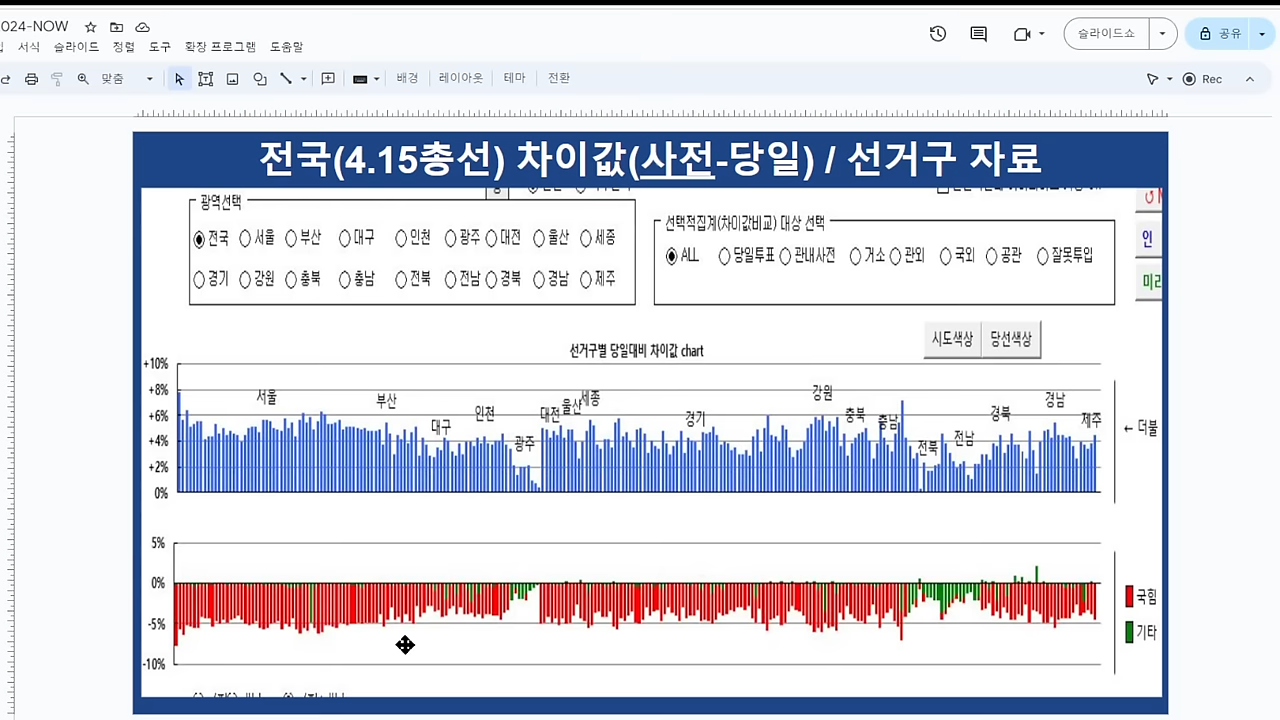 024-NOW
서식 슬라이드 정렬 도구 확장 프로그램 도움말
슬라이드쇼
공유
맞춤
배경 레이아웃 테마 전환
Rec
전국(4.15총선) 차이값(사전-당일) / 선거구 자료
광역선택
전국 서울 부산 대구 인천 광주 대전 울산 세종
경기 강원 충북 충남 전북 전남 경북 경남 제주
선택적집계(차이값비교) 대상 선택
ALL 당일투표 관내사전 거소 관외 국외 공관 잘못투입
인
미리
시도색상 당선색상
선거구별 당일대비 차이값 chart
+10%
+8%
+6%
+4%
+2%
0%
서울 부산 대구 인천 광주 대전 울산 세종 경기 강원 충북 충남 전북 전남 경북 경남 제주
← 더불
5%
0%
-5%
-10%
국힘
기타